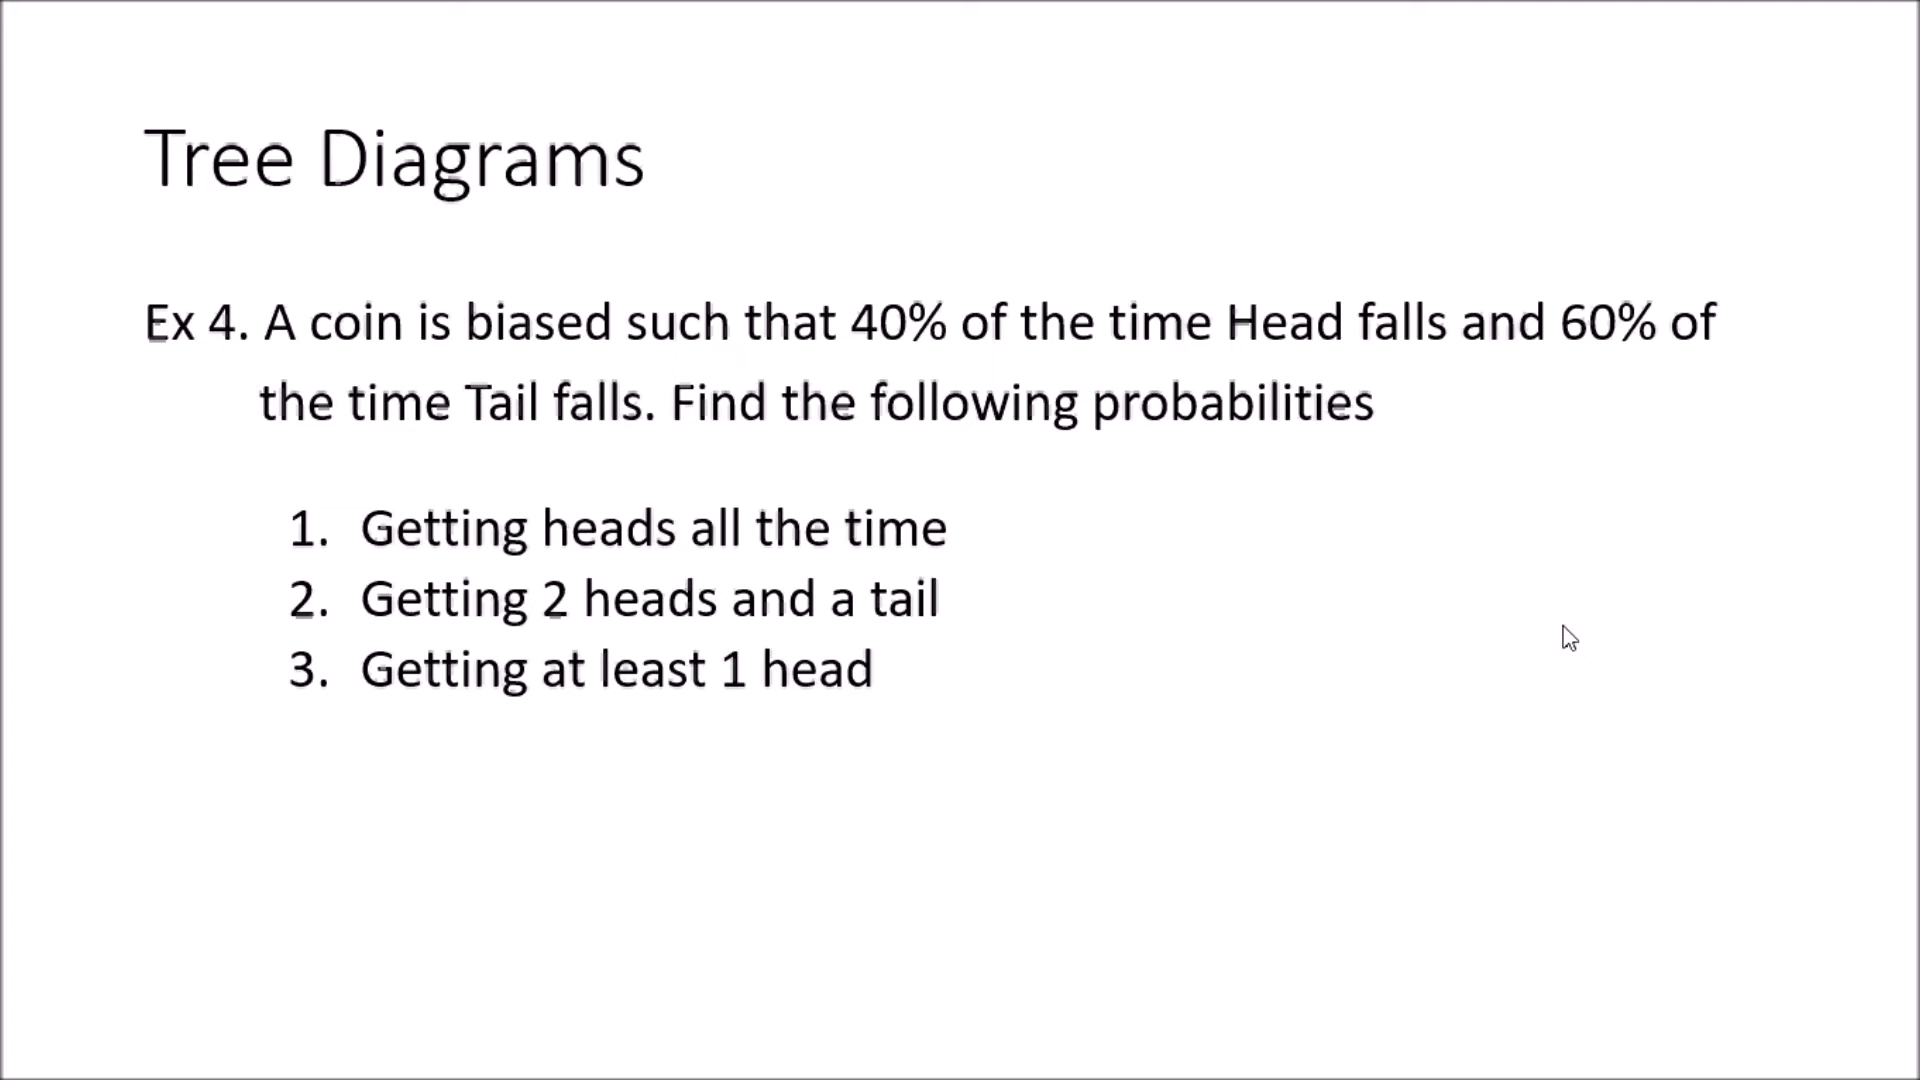 Tree Diagrams
Ex 4. A coin is biased such that 40% of the time Head falls and 60% of
the time Tail falls. Find the following probabilities
1. Getting heads all the time
2. Getting 2 heads and a tail
3. Getting at least 1 head